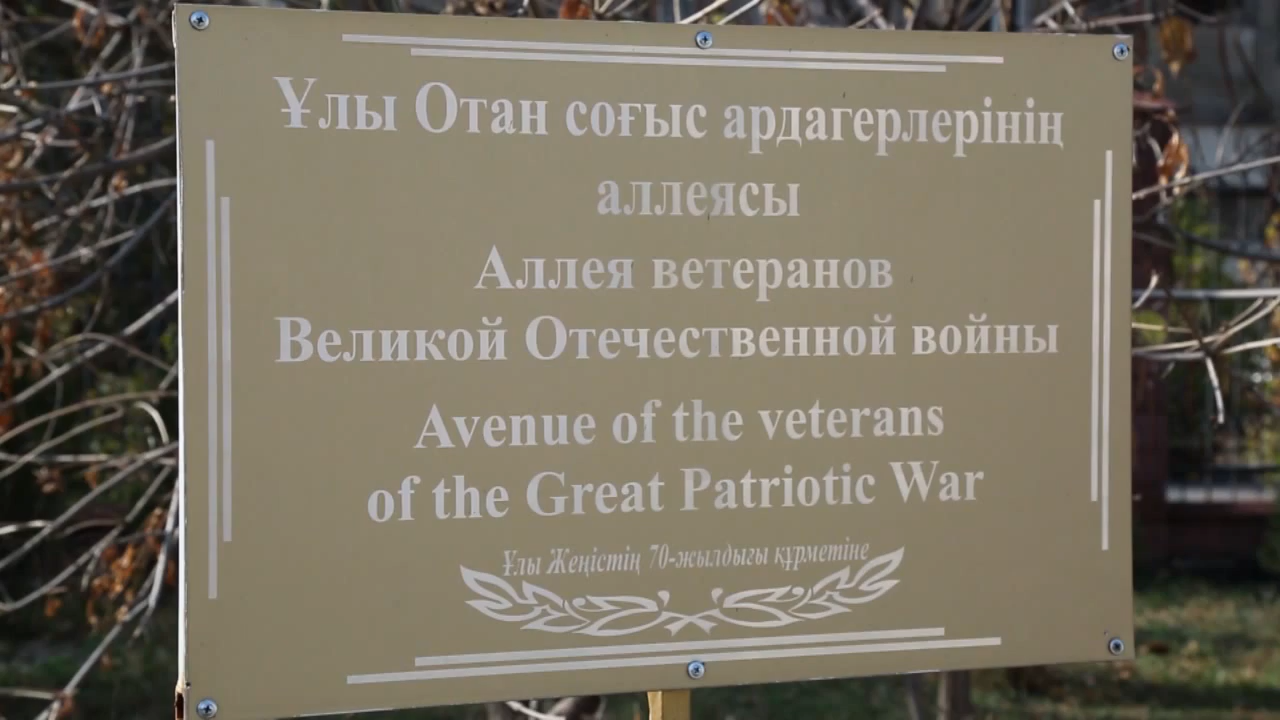 Ұлы Отан соғыс ардагерлерінің
аллеясы
Аллея ветеранов
Великой Отечественной войны
Avenue of the veterans
of the Great Patriotic War
Ұлы Жеңістің 70-жылдығы құрметіне